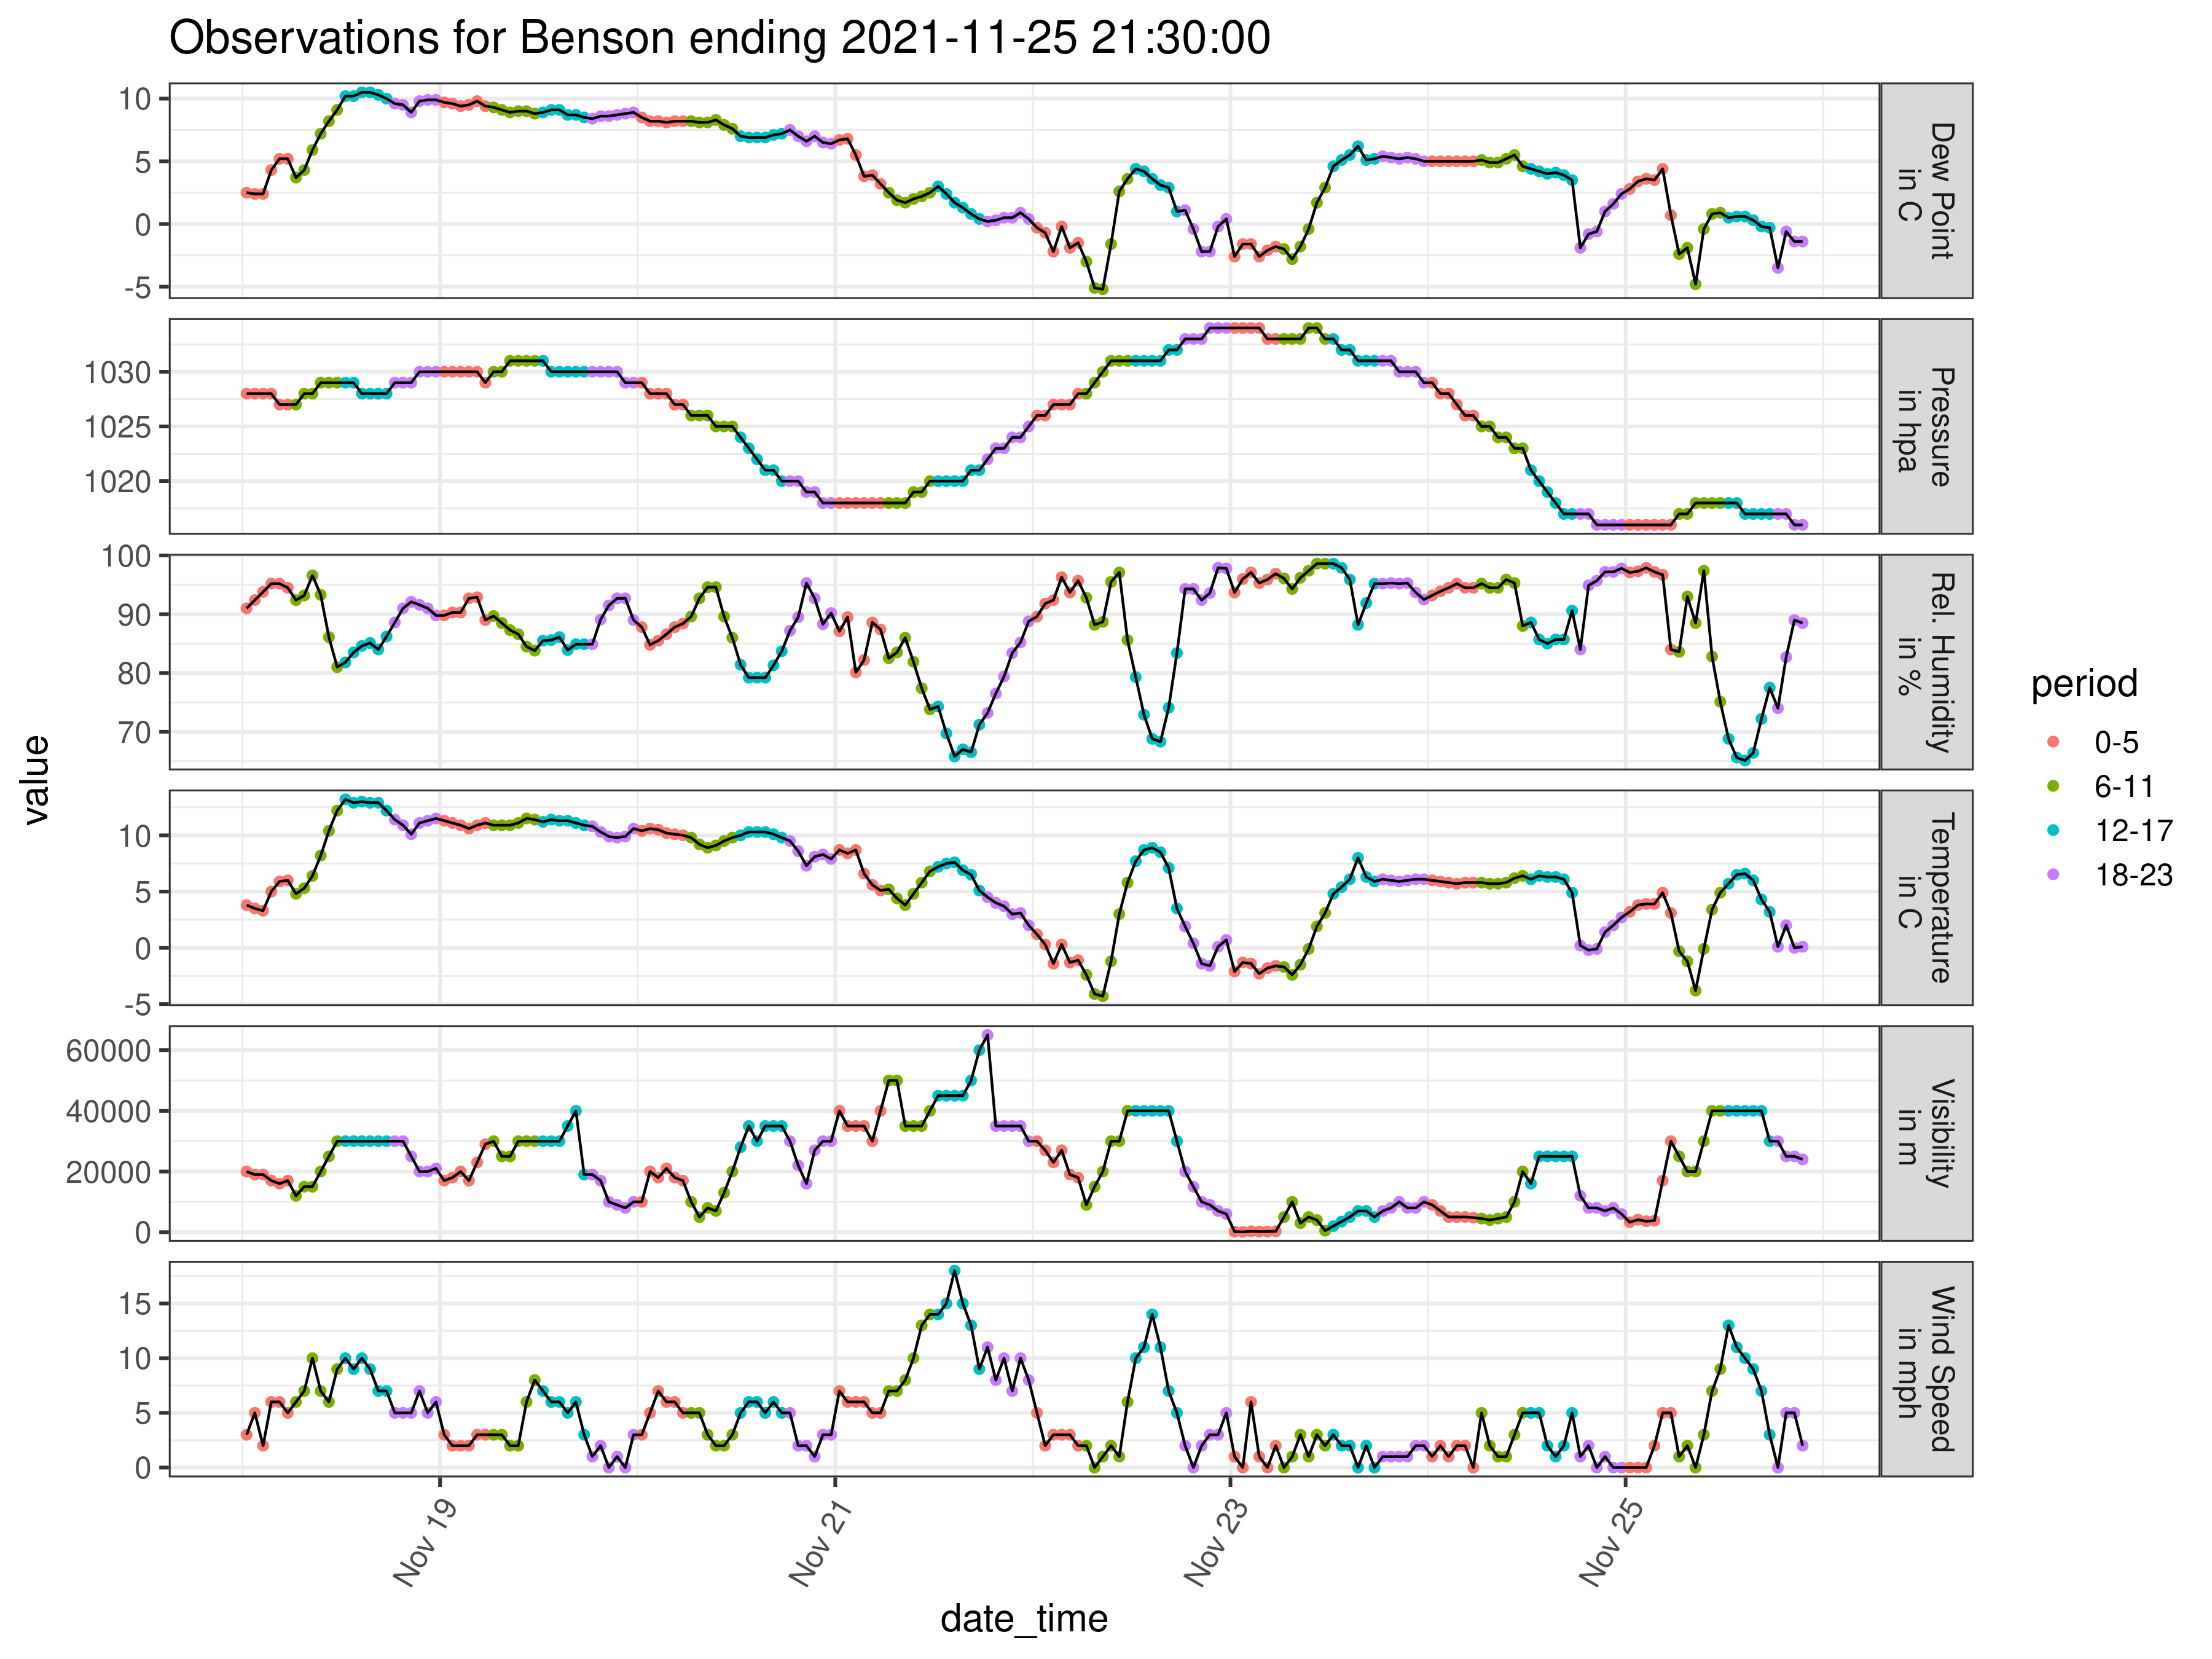 Observations for Benson ending 2021-11-25 21:30:00
value
10
5
0
-5
Dew Point
in C
1030
1025
1020
Pressure
in hpa
100
90
80
70
Rel. Humidity
in %
10
5
0
-5
Temperature
in C
60000
40000
20000
0
Visibility
in m
15
10
5
0
Wind Speed
in mph
Nov 19
Nov 21
Nov 23
Nov 25
date_time
period
0-5
6-11
12-17
18-23